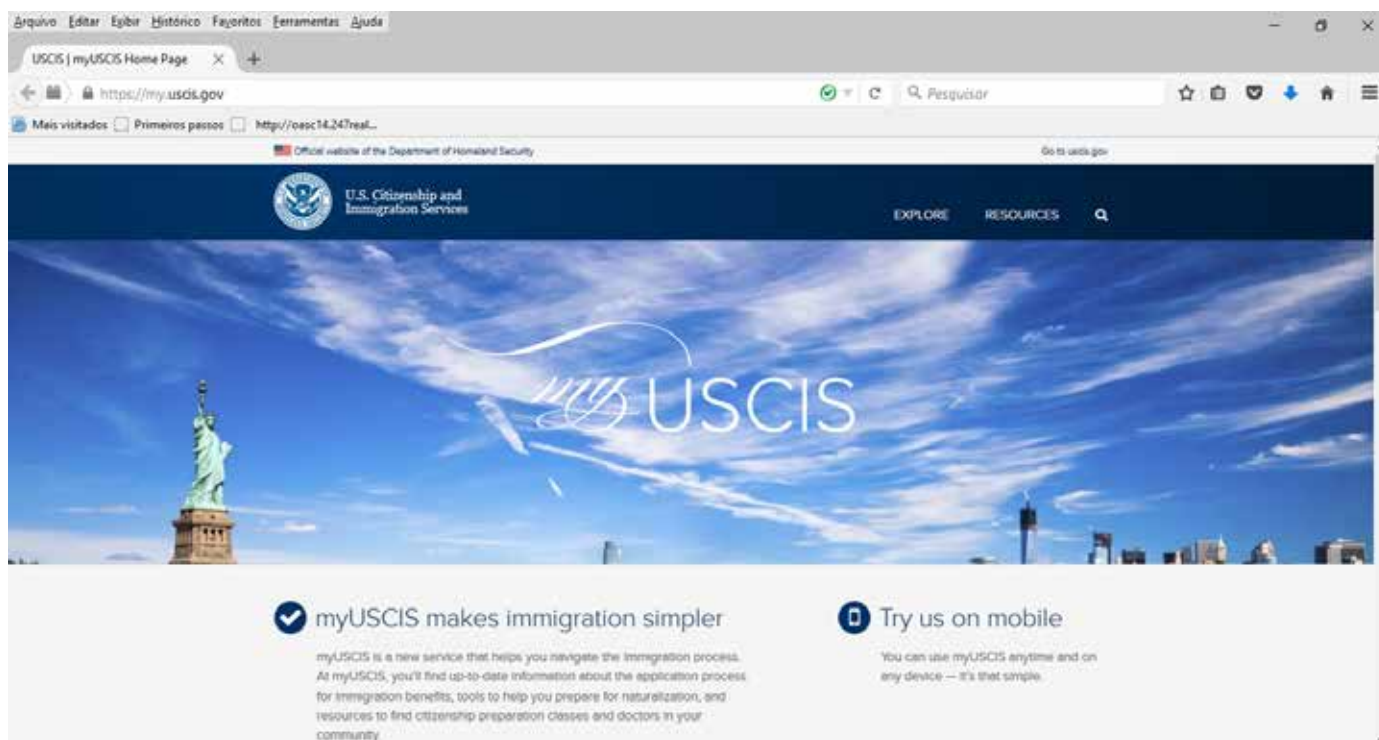 Arquivo Editar Exibir Histórico Favoritos Ferramentas Ajuda
USCIS | myUSCIS Home Page
https://my.uscis.gov
Pesquisar
Mais visitados Primeiros passos http://oasc14.247real...
Official website of the Department of Homeland Security
Go to uscis.gov
U.S. Citizenship and
Immigration Services
EXPLORE RESOURCES
my USCIS
myUSCIS makes immigration simpler
myUSCIS is a new service that helps you navigate the immigration process.
At myUSCIS, you'll find up-to-date information about the application process
for immigration benefits, tools to help you prepare for naturalization, and
resources to find citizenship preparation classes and doctors in your
community.
Try us on mobile
You can use myUSCIS anytime and on
any device — it's that simple.